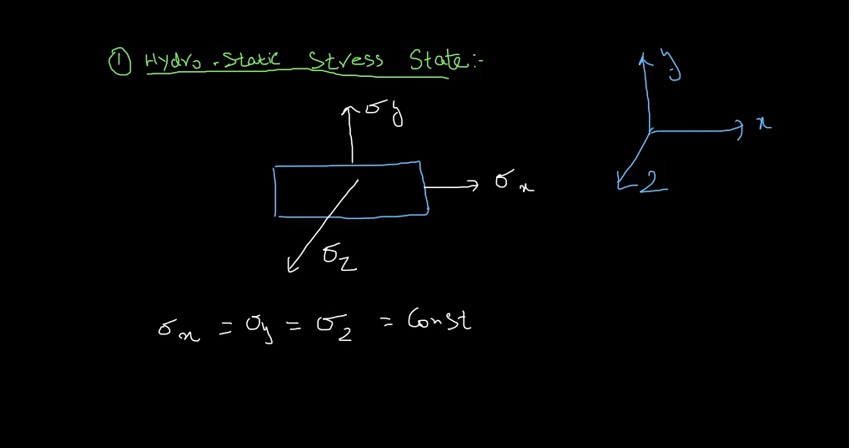 ① Hydro-Static Stress State:-
y
x
z
σy
σx
σz
σx = σy = σz = Const